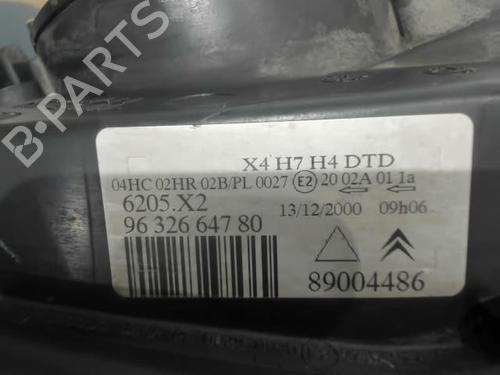 X4 H7 H4 DTD
04HC 02HR 02B/PL 0027 E2 20 02A 01 1a
6205.X2
13/12/2000 09h06
96 326 647 80
89004486
B-PARTS